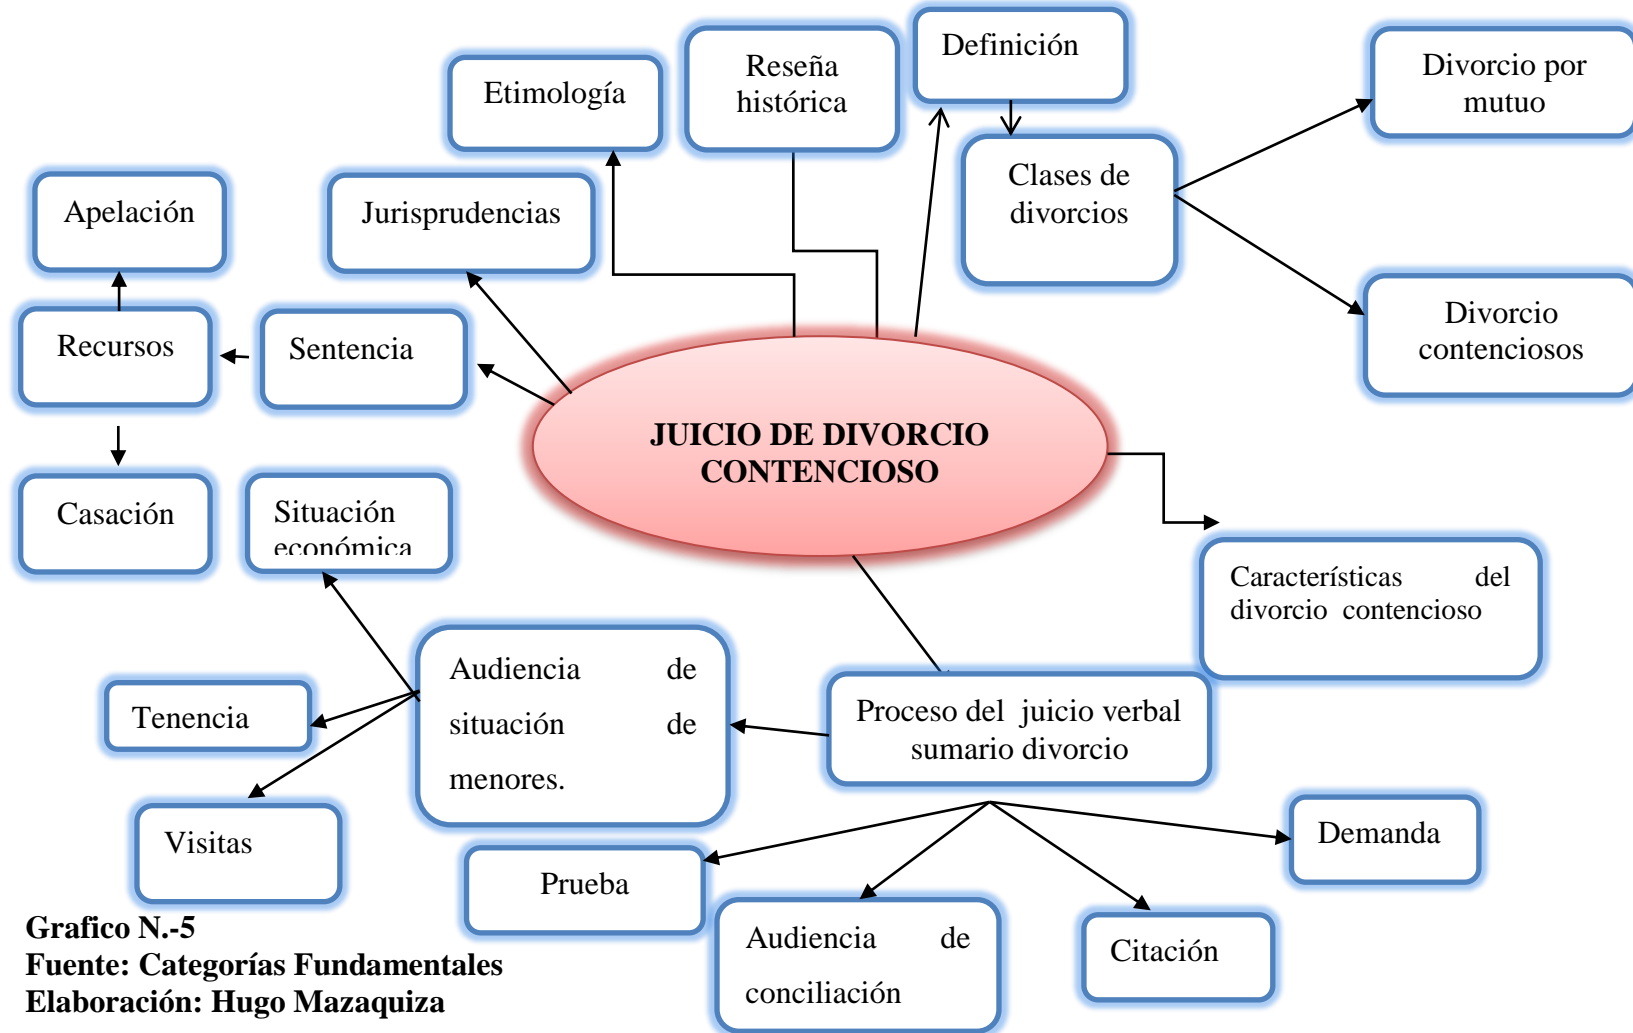 Definición
Reseña
histórica
Etimología
Divorcio por
mutuo
Clases de
divorcios
Jurisprudencias
Apelación
Divorcio
contenciosos
Recursos
Sentencia
JUICIO DE DIVORCIO
CONTENCIOSO
Casación
Situación
económica
Características del
divorcio contencioso
Audiencia de
situación de
menores.
Tenencia
Proceso del juicio verbal
sumario divorcio
Visitas
Demanda
Prueba
Audiencia de
conciliación
Citación
Grafico N.-5
Fuente: Categorías Fundamentales
Elaboración: Hugo Mazaquiza